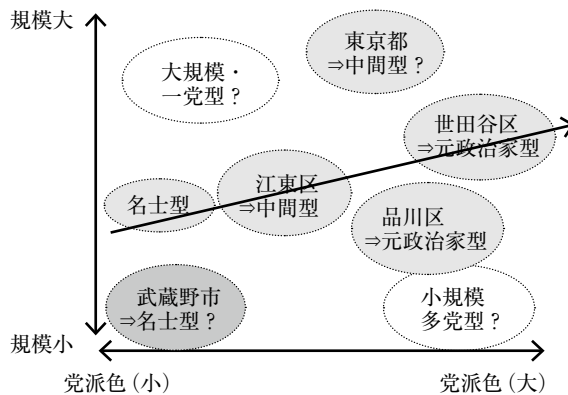 規模大
東京都
⇒中間型？
大規模・
一党型？
世田谷区
⇒元政治家型
江東区
⇒中間型
名士型
品川区
⇒元政治家型
武蔵野市
⇒名士型？
小規模
多党型？
規模小
党派色（小）
党派色（大）